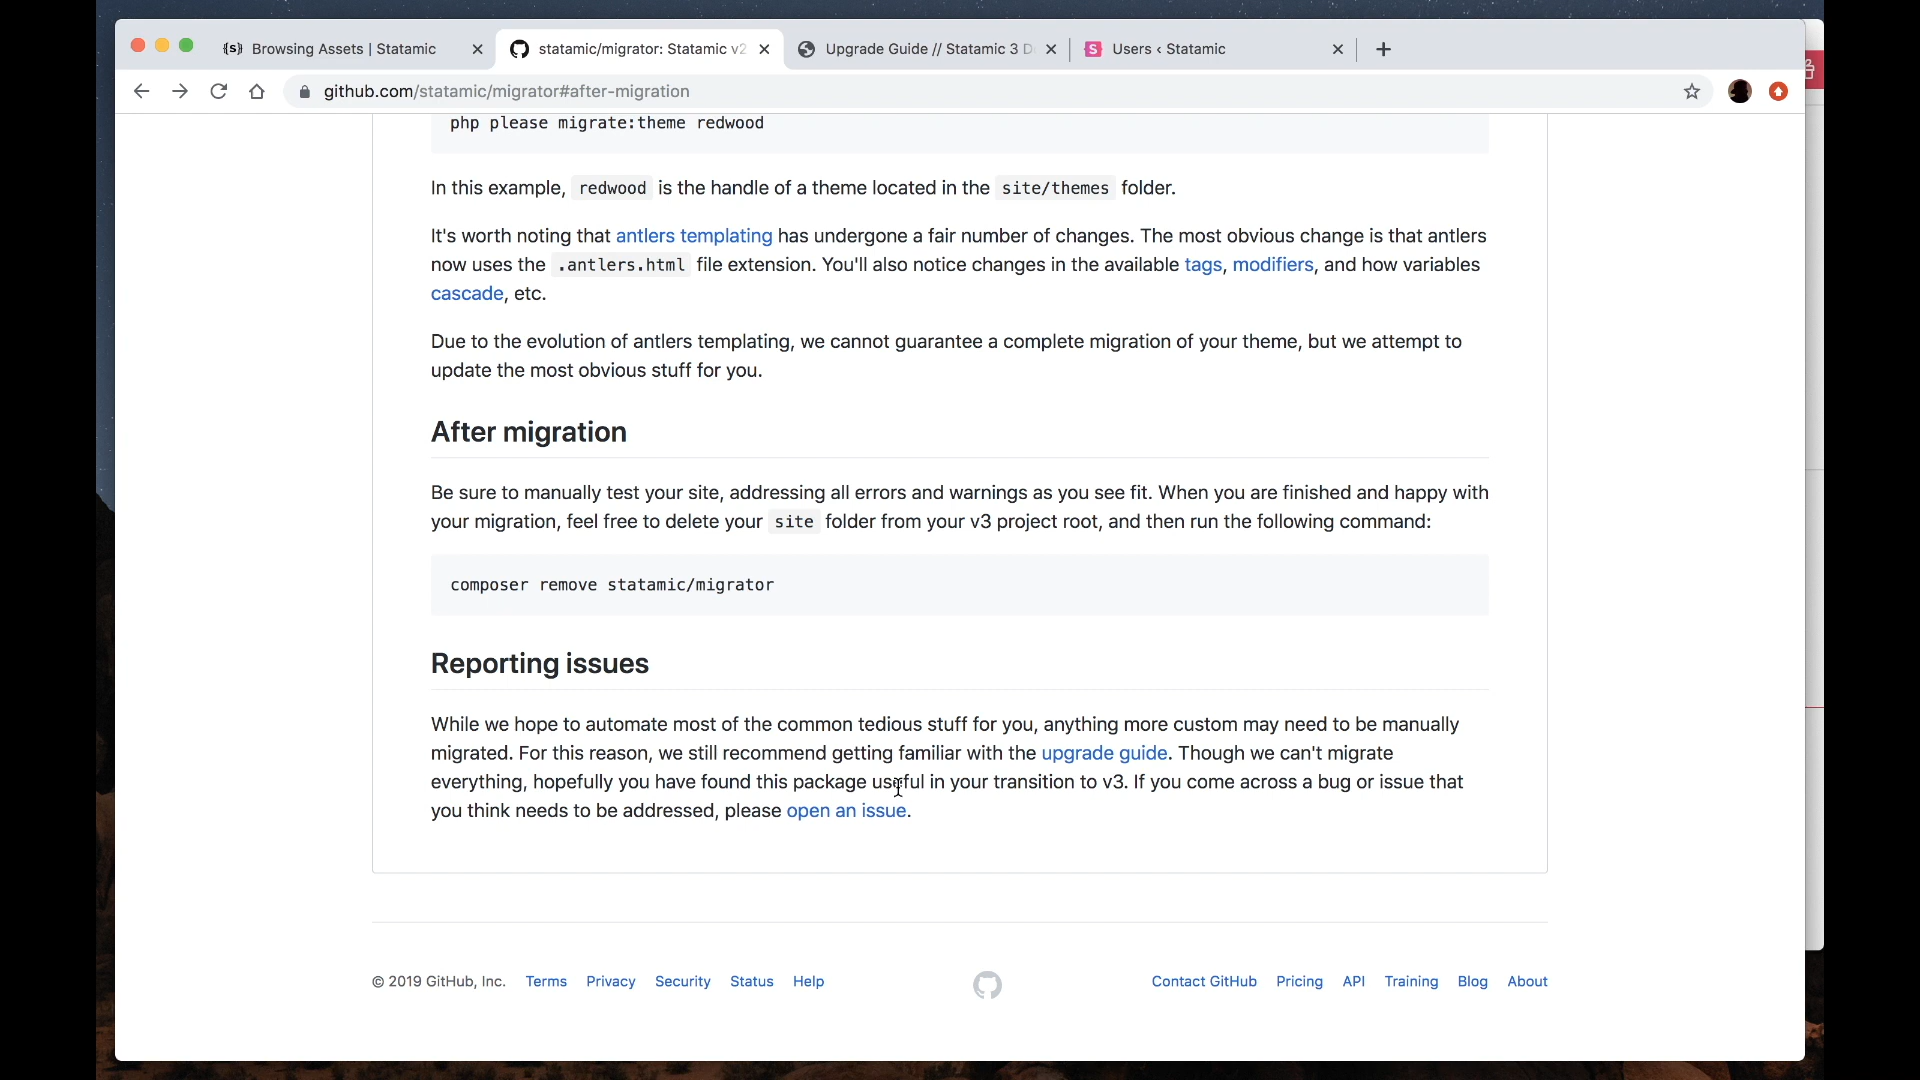 {s} Browsing Assets | Statamic
statamic/migrator: Statamic v2
Upgrade Guide // Statamic 3 D
S Users ‹ Statamic
github.com/statamic/migrator#after-migration
php please migrate:theme redwood
In this example, redwood is the handle of a theme located in the site/themes folder.
It's worth noting that antlers templating has undergone a fair number of changes. The most obvious change is that antlers
now uses the .antlers.html file extension. You'll also notice changes in the available tags, modifiers, and how variables
cascade, etc.
Due to the evolution of antlers templating, we cannot guarantee a complete migration of your theme, but we attempt to
update the most obvious stuff for you.
After migration
Be sure to manually test your site, addressing all errors and warnings as you see fit. When you are finished and happy with
your migration, feel free to delete your site folder from your v3 project root, and then run the following command:
composer remove statamic/migrator
Reporting issues
While we hope to automate most of the common tedious stuff for you, anything more custom may need to be manually
migrated. For this reason, we still recommend getting familiar with the upgrade guide. Though we can't migrate
everything, hopefully you have found this package useful in your transition to v3. If you come across a bug or issue that
you think needs to be addressed, please open an issue.
© 2019 GitHub, Inc. Terms Privacy Security Status Help
Contact GitHub Pricing API Training Blog About